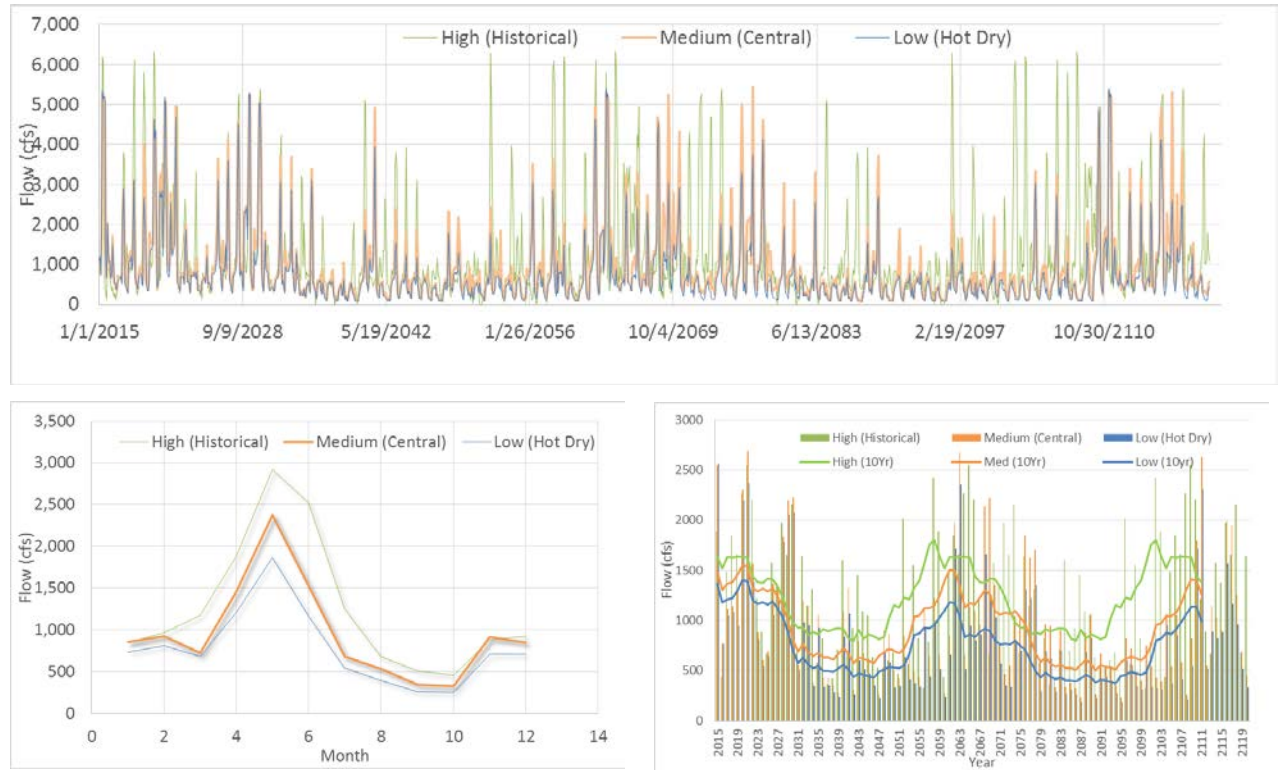 7,000
High (Historical) Medium (Central) Low (Hot Dry)
6,000
5,000
4,000
3,000
2,000
1,000
0
Flow (cfs)
1/1/2015 9/9/2028 5/19/2042 1/26/2056 10/4/2069 6/13/2083 2/19/2097 10/30/2110
3,500
High (Historical) Medium (Central) Low (Hot Dry)
3,000
2,500
2,000
1,500
1,000
500
0
Flow (cfs)
0 2 4 6 8 10 12 14
Month
3000
High (Historical) Medium (Central) Low (Hot Dry)
High (10Yr) Med (10Yr) Low (10yr)
2500
2000
1500
1000
500
0
Flow (cfs)
2015 2019 2023 2027 2031 2035 2039 2043 2047 2051 2055 2059 2063 2067 2071 2075 2079 2083 2087 2091 2095 2099 2103 2107 2111 2115 2119
Year